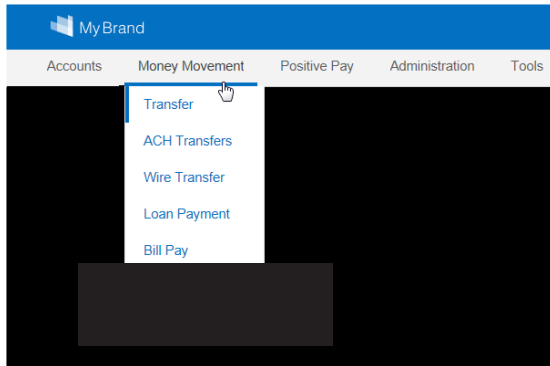 My Brand
Accounts Money Movement Positive Pay Administration Tools
Transfer
ACH Transfers
Wire Transfer
Loan Payment
Bill Pay